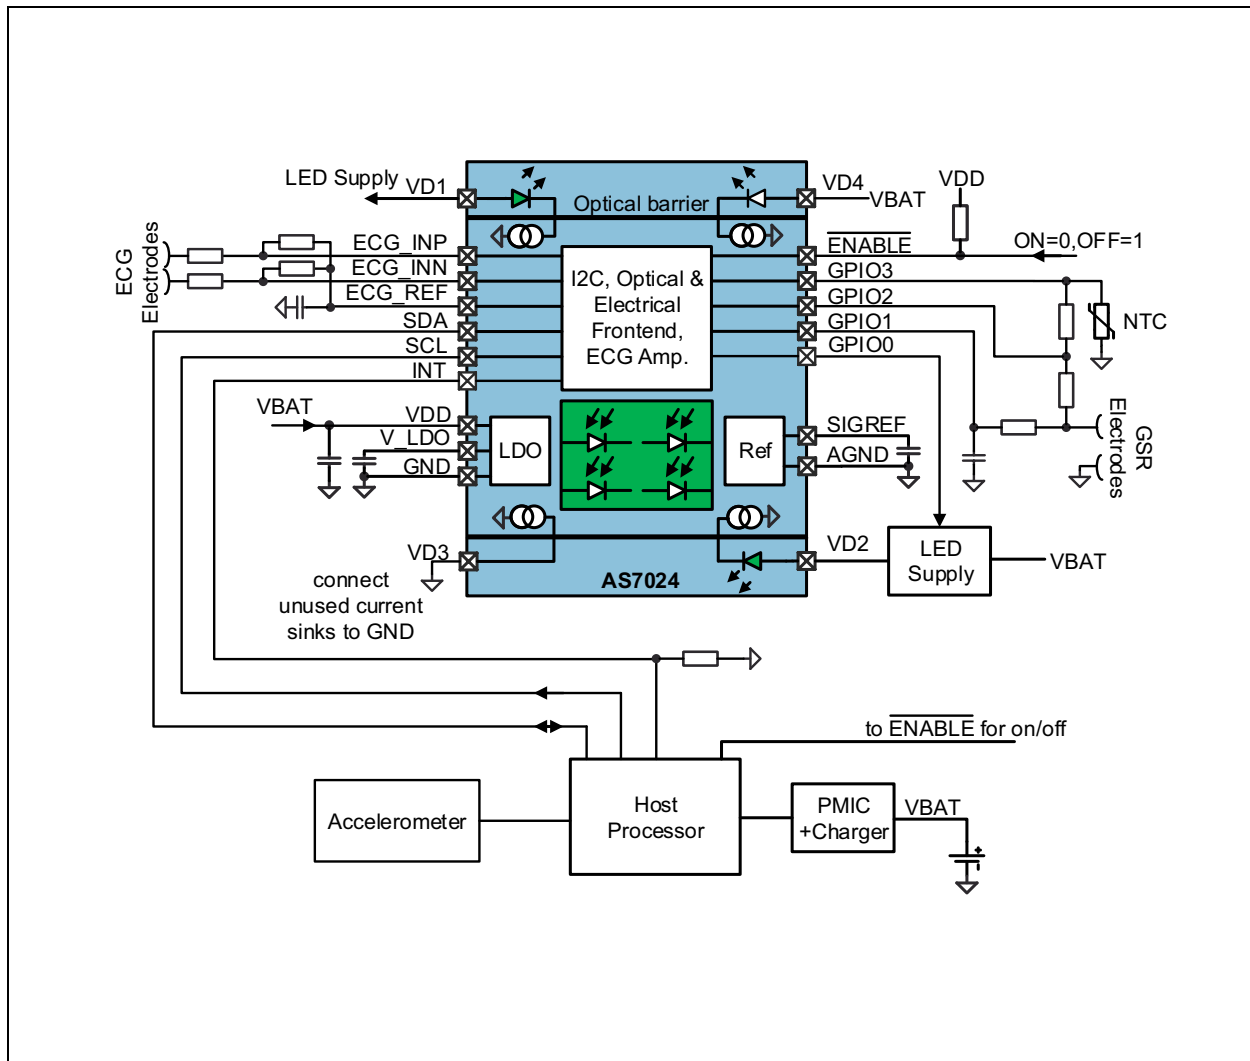 LED Supply
VD1
Optical barrier
VD4
VBAT
VDD
ECG
Electrodes
ECG_INP
ECG_INN
ECG_REF
SDA
SCL
INT
I2C, Optical &
Electrical
Frontend,
ECG Amp.
ENABLE
ON=0,OFF=1
GPIO3
GPIO2
GPIO1
GPIO0
NTC
VBAT
VDD
V_LDO
GND
LDO
Ref
SIGREF
AGND
GSR
Electrodes
VD3
connect
unused current
sinks to GND
AS7024
VD2
LED
Supply
VBAT
to ENABLE for on/off
Accelerometer
Host
Processor
PMIC
+Charger
VBAT
+